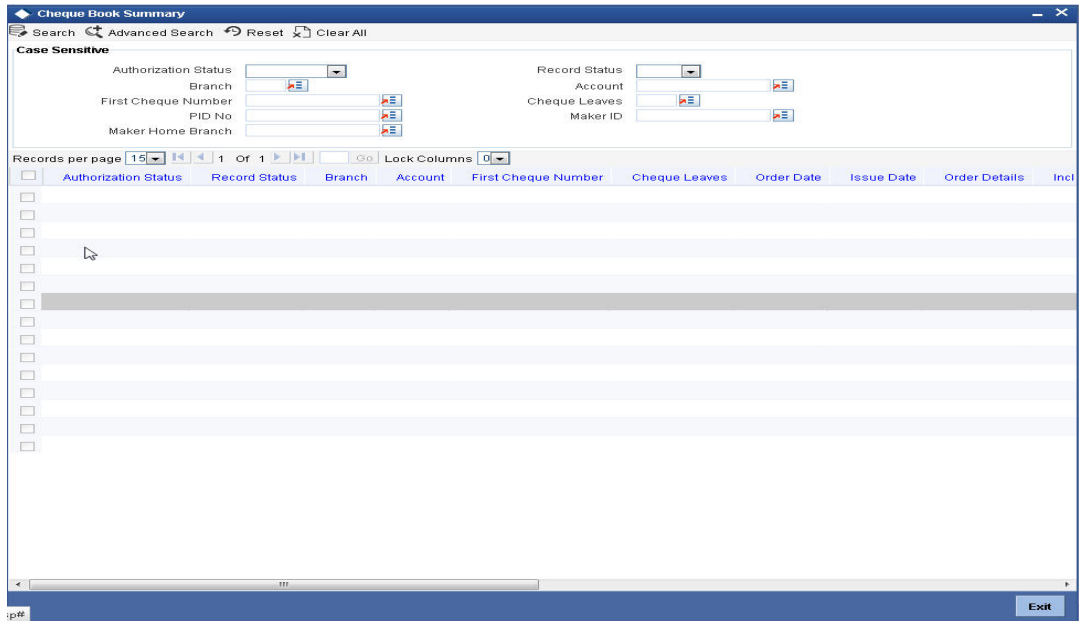 Cheque Book Summary
Search Advanced Search Reset Clear All
Case Sensitive
Authorization Status Record Status
Branch Account
First Cheque Number Cheque Leaves
PID No Maker ID
Maker Home Branch
Records per page 15 1 Of 1 Go Lock Columns 0
Authorization Status Record Status Branch Account First Cheque Number Cheque Leaves Order Date Issue Date Order Details Incl
Exit
sp#